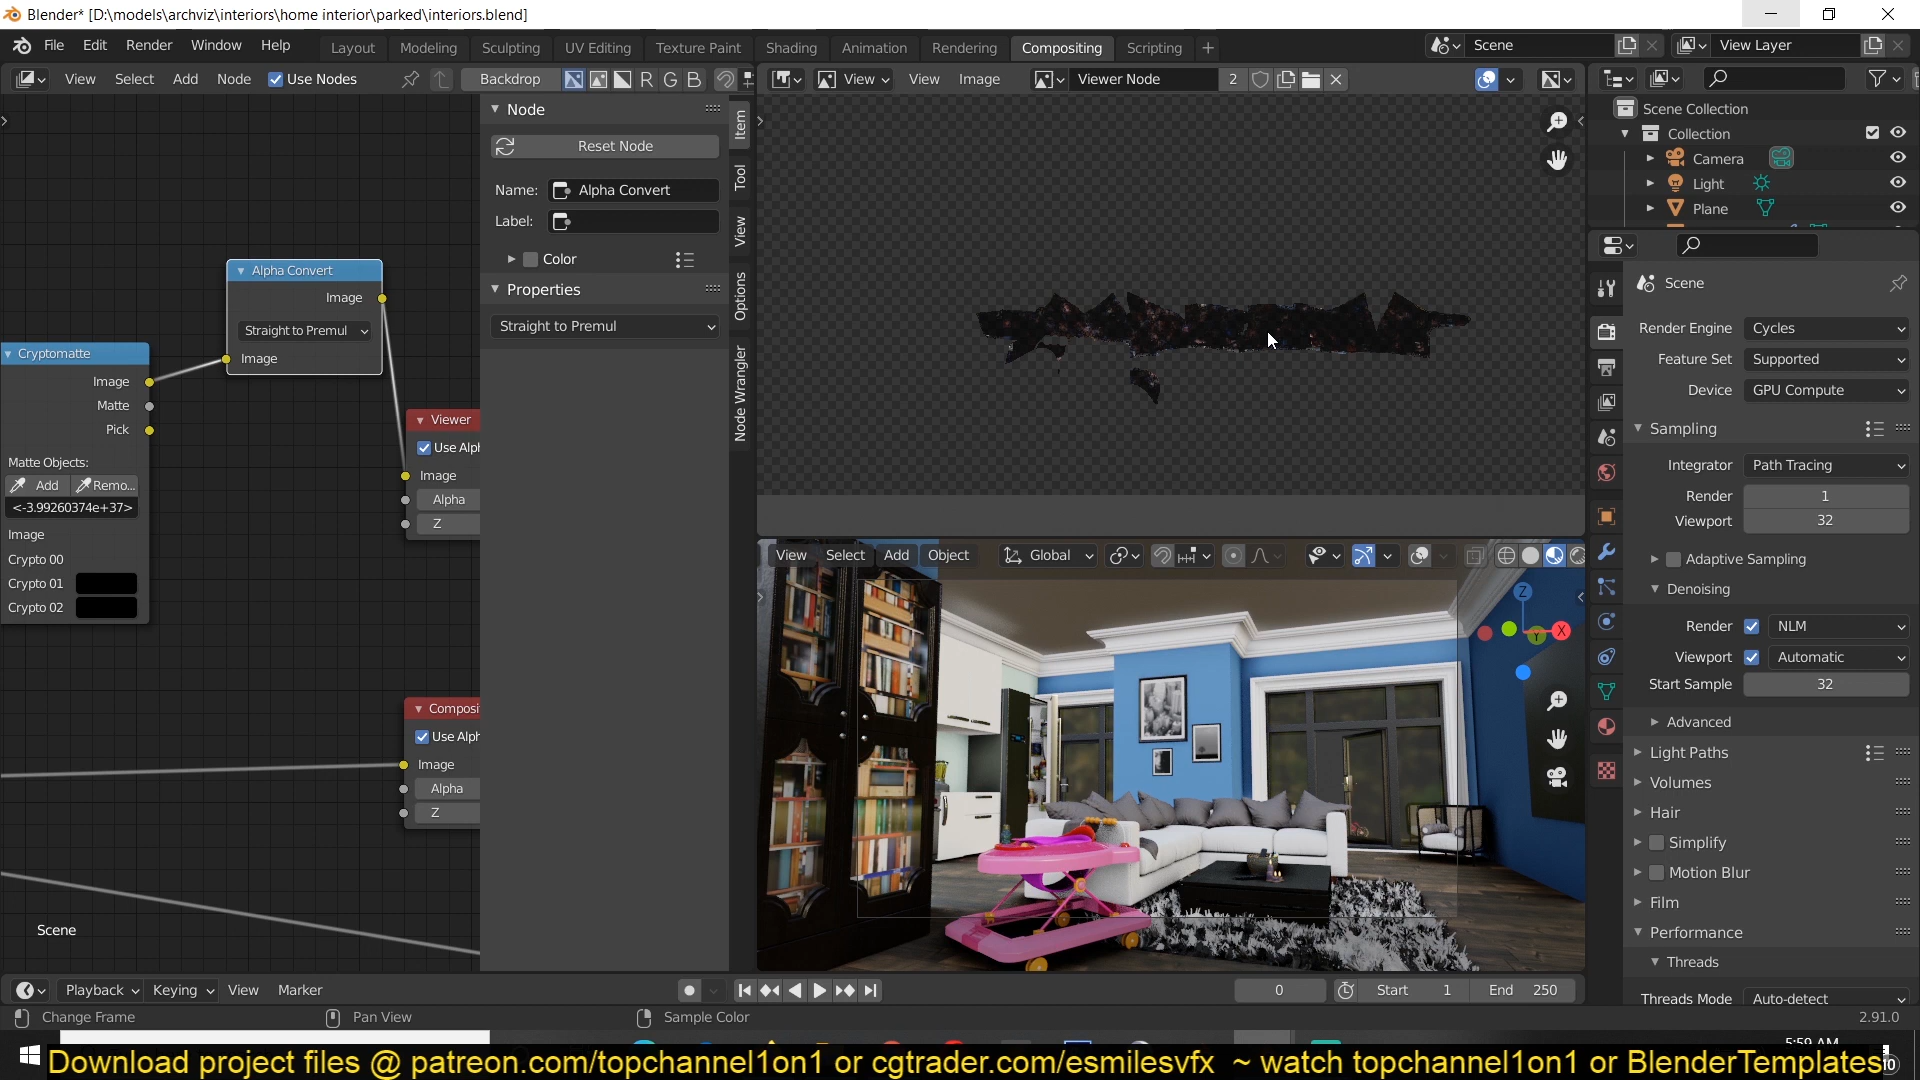 Blender* [D:\models\archviz\interiors\home interior\parked\interiors.blend]
File Edit Render Window Help Layout Modeling Sculpting UV Editing Texture Paint Shading Animation Rendering Compositing Scripting + Scene View Layer
View Select Add Node Use Nodes Backdrop R G B View View Image Viewer Node 2
Node
Reset Node
Name: Alpha Convert
Label:
Color
Properties
Straight to Premul
Item
Tool
View
Options
Node Wrangler
Alpha Convert
Image
Straight to Premul
Image
Cryptomatte
Image
Matte
Pick
Matte Objects:
Add Remo...
<-3.99260374e+37>
Image
Crypto 00
Crypto 01
Crypto 02
Viewer
Use Alph
Image
Alpha
Z
Composi
Use Alph
Image
Alpha
Z
Scene
View Select Add Object Global
Z
X
Y
Scene Collection
Collection
Camera
Light
Plane
Scene
Render Engine Cycles
Feature Set Supported
Device GPU Compute
Sampling
Integrator Path Tracing
Render 1
Viewport 32
Adaptive Sampling
Denoising
Render NLM
Viewport Automatic
Start Sample 32
Advanced
Light Paths
Volumes
Hair
Simplify
Motion Blur
Film
Performance
Threads
Threads Mode Auto-detect
Playback Keying View Marker 0 Start 1 End 250
Change Frame Pan View Sample Color 2.91.0
Download project files @ patreon.com/topchannel1on1 or cgtrader.com/esmilesvfx ~ watch topchannel1on1 or BlenderTemplates